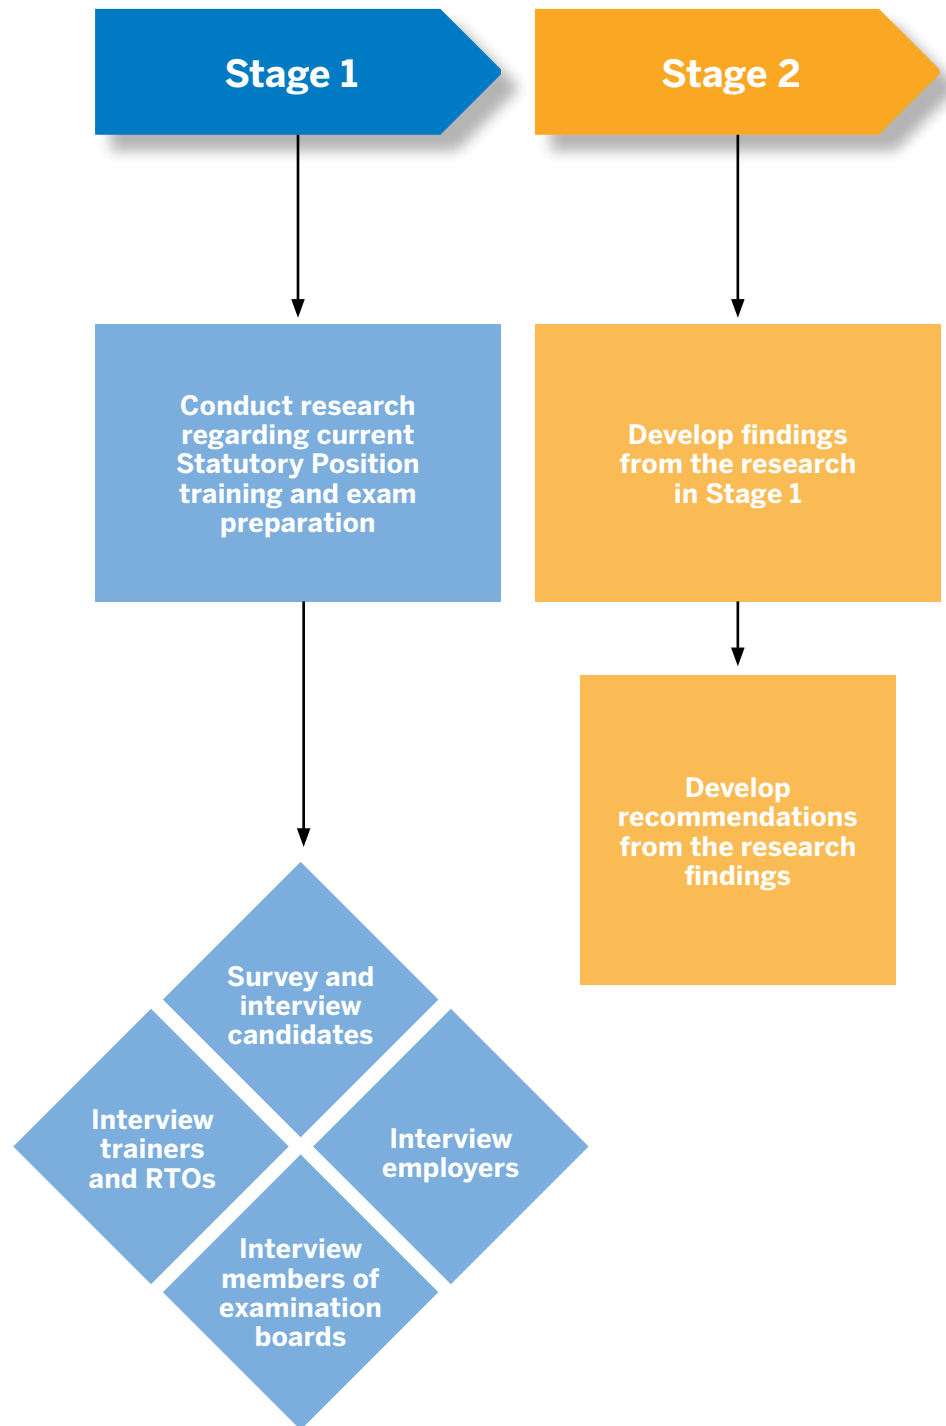 Stage 1
Stage 2
Conduct research
regarding current
Statutory Position
training and exam
preparation
Develop findings
from the research
in Stage 1
Develop
recommendations
from the research
findings
Survey and
interview
candidates
Interview
trainers
and RTOs
Interview
employers
Interview
members of
examination
boards